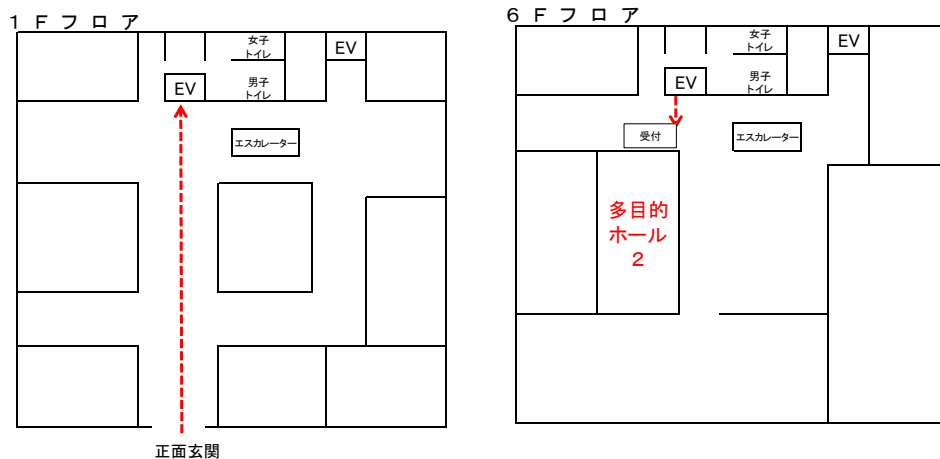 1 F フ ロ ア
女子
トイレ
EV
EV
男子
トイレ
エスカレーター
正面玄関
6 F フ ロ ア
女子
トイレ
EV
EV
男子
トイレ
受付
エスカレーター
多目的
ホール
2